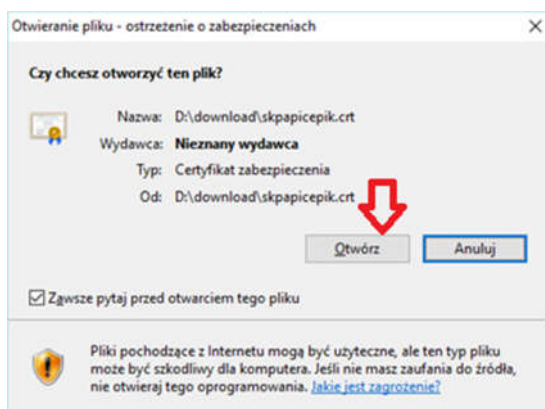 Otwieranie pliku - ostrzeżenie o zabezpieczeniach
Czy chcesz otworzyć ten plik?
Nazwa: D:\download\skpapicepik.crt
Wydawca: Nieznany wydawca
Typ: Certyfikat zabezpieczenia
Od: D:\download\skpapicepik.crt
Otwórz Anuluj
Zawsze pytaj przed otwarciem tego pliku
Pliki pochodzące z Internetu mogą być użyteczne, ale ten typ pliku
może być szkodliwy dla komputera. Jeśli nie masz zaufania do źródła,
nie otwieraj tego oprogramowania. Jakie jest zagrożenie?